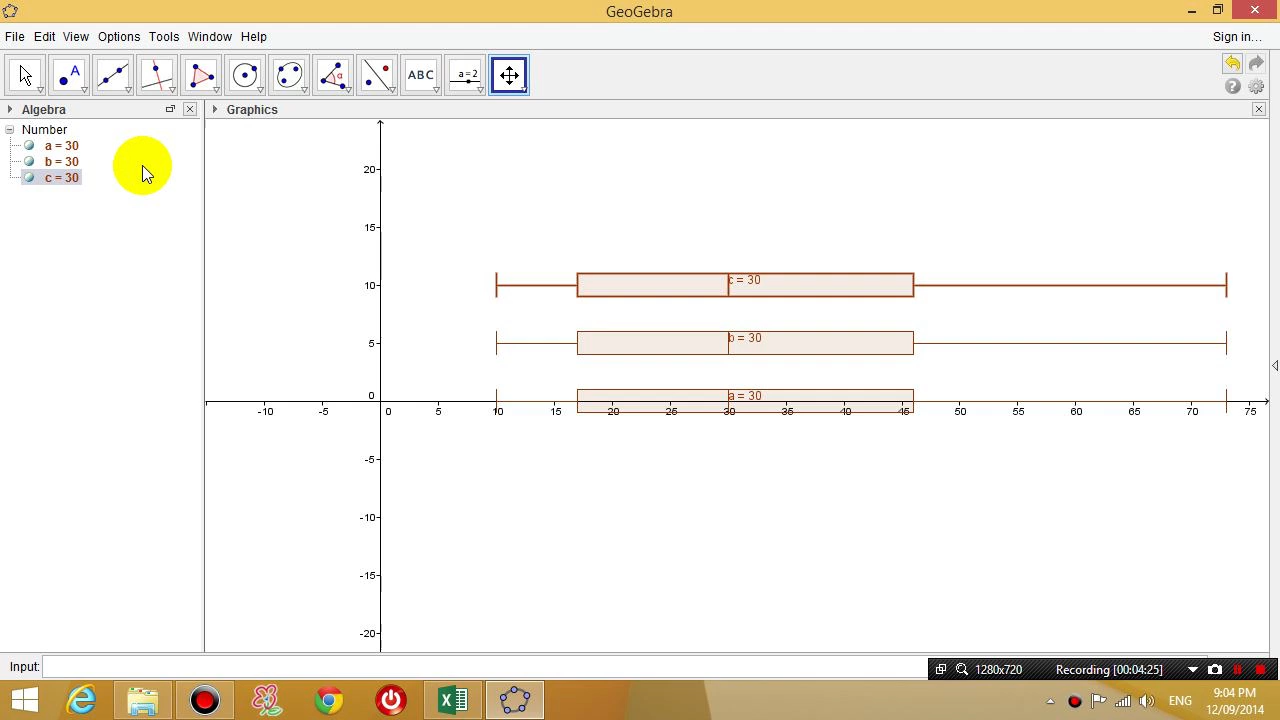 GeoGebra
File Edit View Options Tools Window Help
Sign in...
A
α
ABC
a=2
Algebra
Graphics
Number
a = 30
b = 30
c = 30
20
15
10
5
0
-5
-10
-15
-20
c = 30
b = 30
a = 30
-10 -5 0 5 10 15 20 25 30 35 40 45 50 55 60 65 70 75
Input:
1280x720 Recording [00:04:25]
ENG
9:04 PM
12/09/2014